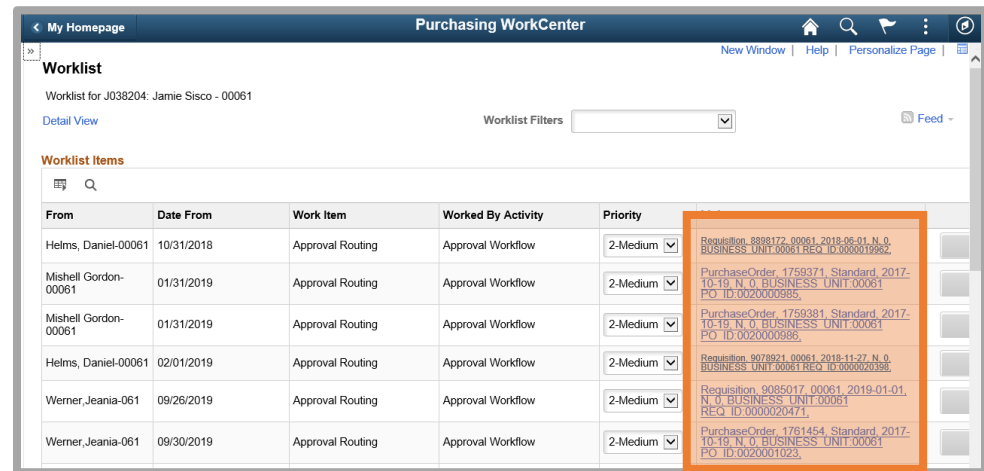 My Homepage
Purchasing WorkCenter
New Window | Help | Personalize Page |
»
Worklist
Worklist for J038204: Jamie Sisco - 00061
Detail View
Worklist Filters
Feed
Worklist Items
From Date From Work Item Worked By Activity Priority
Helms, Daniel-00061 10/31/2018 Approval Routing Approval Workflow 2-Medium
Requisition, 8898172, 00061, 2018-06-01, N, 0,
BUSINESS_UNIT:00061 REQ_ID:0000019962,
Mishell Gordon-
00061
01/31/2019 Approval Routing Approval Workflow 2-Medium
PurchaseOrder, 1759371, Standard, 2017-
10-19, N, 0, BUSINESS_UNIT:00061
PO_ID:0020000985,
Mishell Gordon-
00061
01/31/2019 Approval Routing Approval Workflow 2-Medium
PurchaseOrder, 1759381, Standard, 2017-
10-19, N, 0, BUSINESS_UNIT:00061
PO_ID:0020000986,
Helms, Daniel-00061 02/01/2019 Approval Routing Approval Workflow 2-Medium
Requisition, 9078921, 00061, 2018-11-27, N, 0,
BUSINESS_UNIT:00061 REQ_ID:0000020398,
Werner,Jeania-061 09/26/2019 Approval Routing Approval Workflow 2-Medium
Requisition, 9085017, 00061, 2019-01-01,
N, 0, BUSINESS_UNIT:00061
REQ_ID:0000020471,
Werner,Jeania-061 09/30/2019 Approval Routing Approval Workflow 2-Medium
PurchaseOrder, 1761454, Standard, 2017-
10-19, N, 0, BUSINESS_UNIT:00061
PO_ID:0020001023,